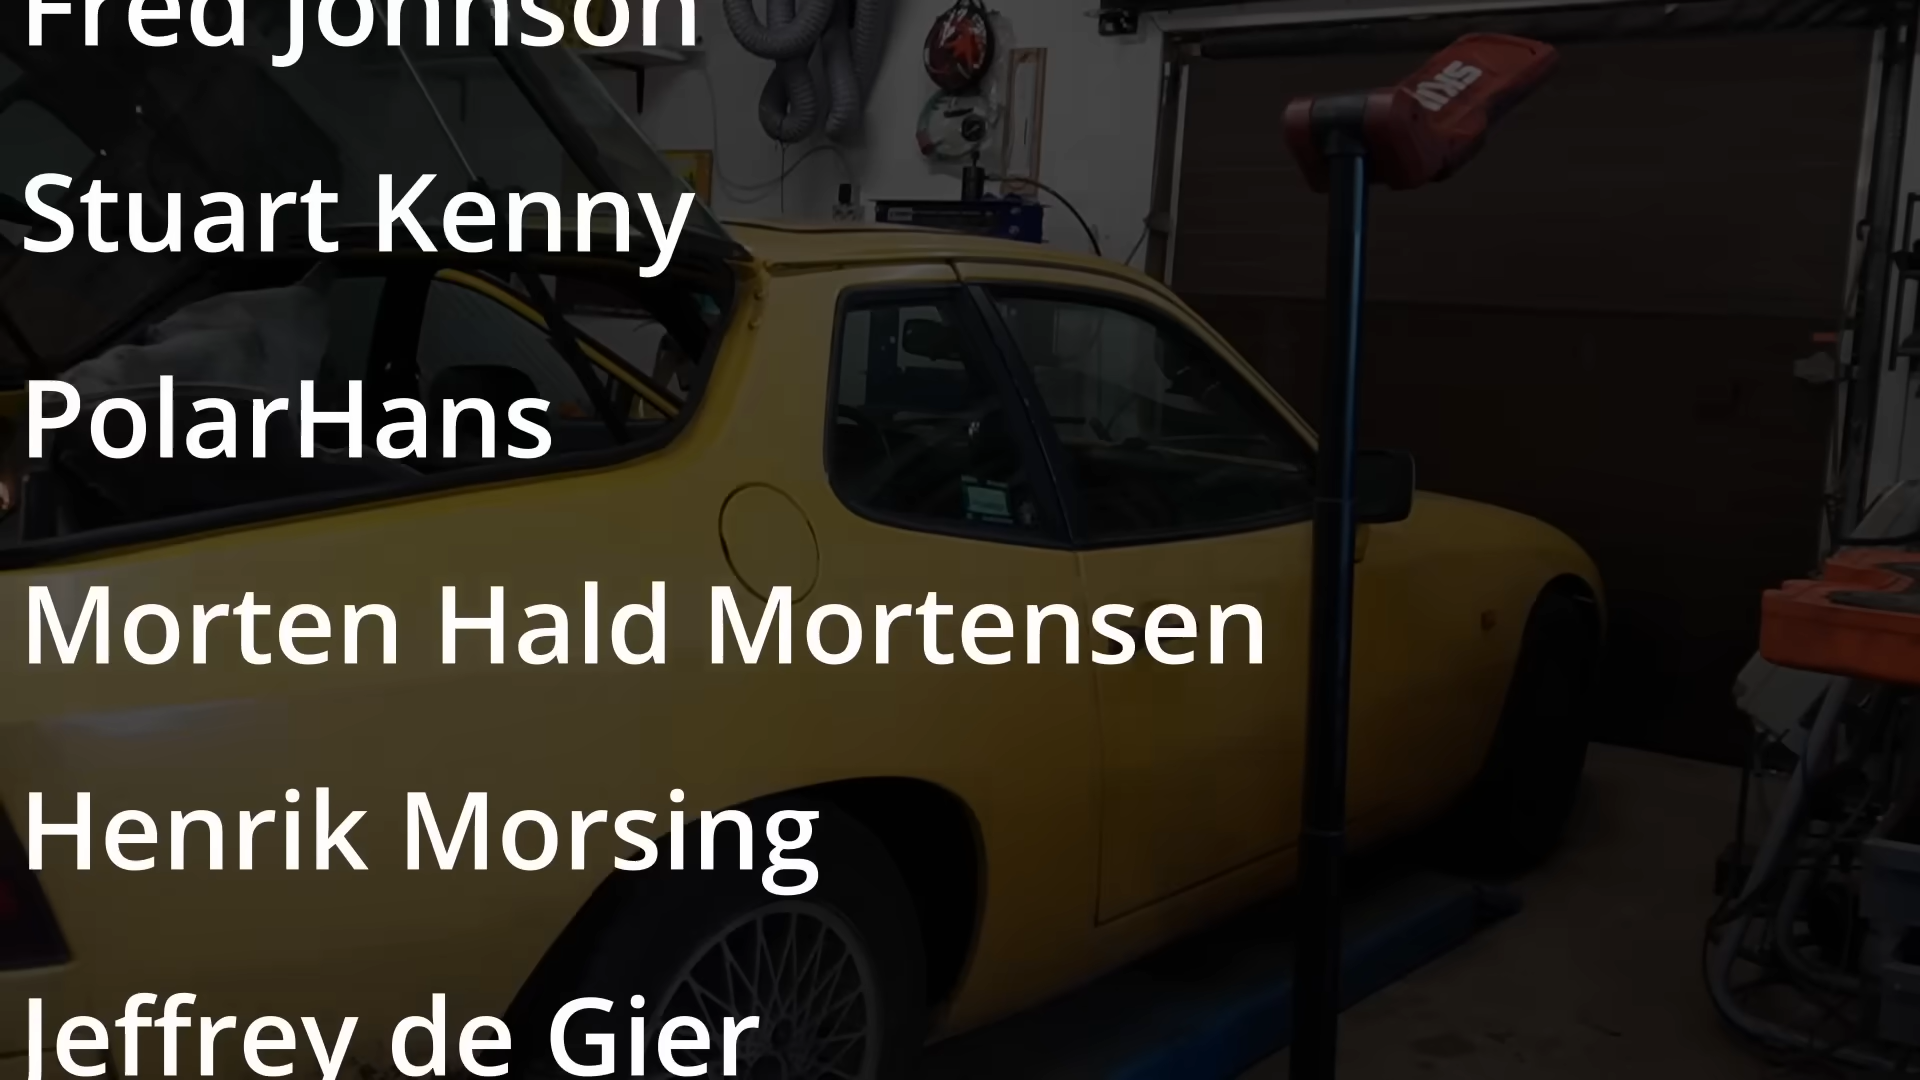 Fred Johnson
Stuart Kenny
PolarHans
Morten Hald Mortensen
Henrik Morsing
Jeffrey de Gier